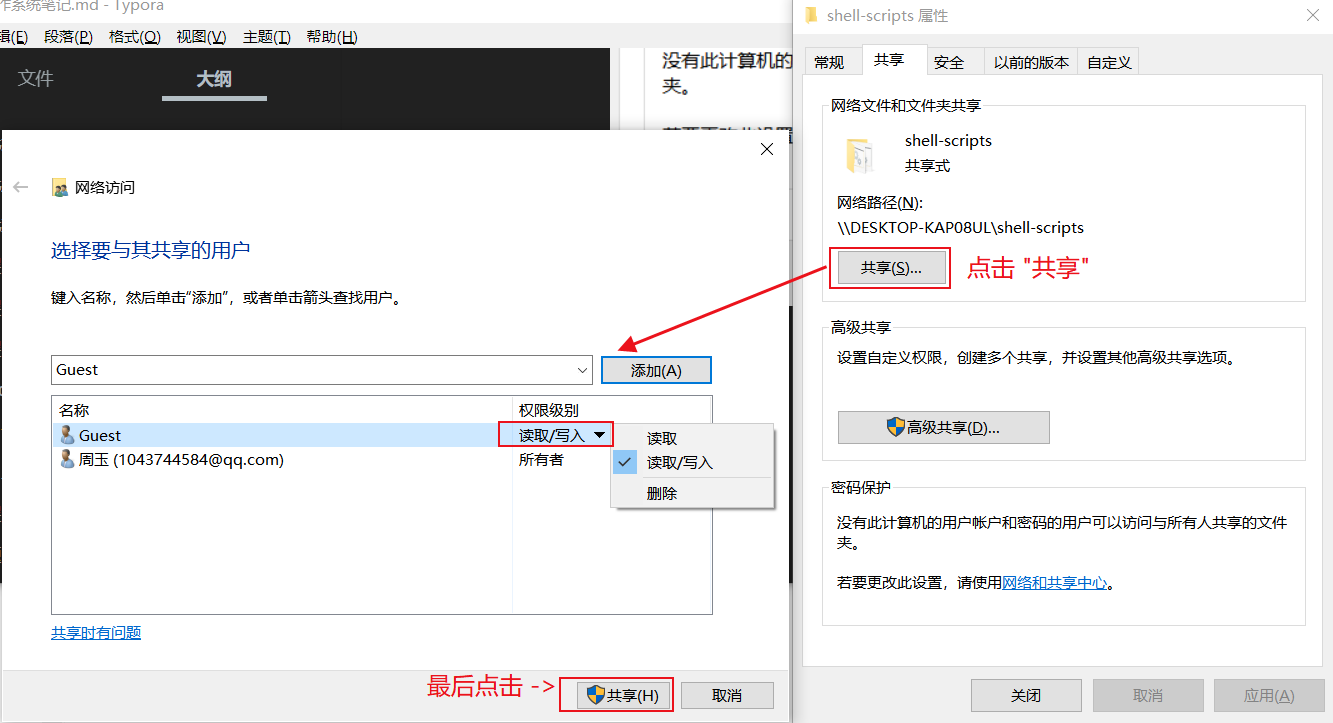 作系统笔记.md - Typora
辑(E) 段落(P) 格式(O) 视图(V) 主题(T) 帮助(H)
文件 大纲
没有此计算机的
夹。
网络访问
选择要与其共享的用户
键入名称，然后单击“添加”，或者单击箭头查找用户。
Guest
添加(A)
名称 权限级别
Guest 读取/写入
周玉 (1043744584@qq.com) 所有者
读取
读取/写入
删除
共享时有问题
最后点击 ->
共享(H) 取消
shell-scripts 属性
常规 共享 安全 以前的版本 自定义
网络文件和文件夹共享
shell-scripts
共享式
网络路径(N):
\\DESKTOP-KAP08UL\shell-scripts
共享(S)...
点击 "共享"
高级共享
设置自定义权限，创建多个共享，并设置其他高级共享选项。
高级共享(D)...
密码保护
没有此计算机的用户帐户和密码的用户可以访问与所有人共享的文件
夹。
若要更改此设置，请使用网络和共享中心。
关闭 取消 应用(A)